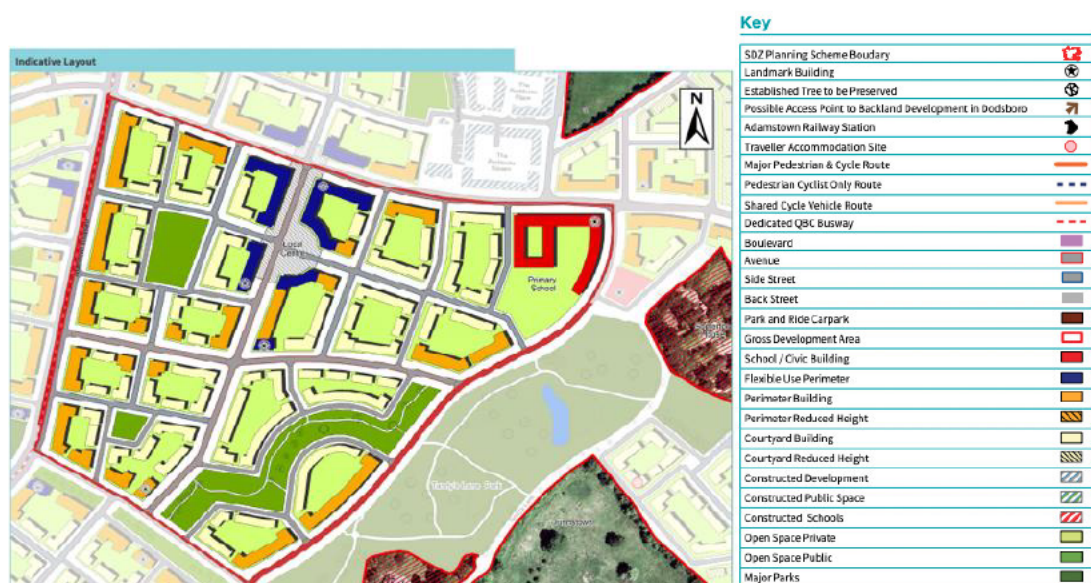 Key
Indicative Layout
SDZ Planning Scheme Boudary
Landmark Building
Established Tree to be Preserved
Possible Access Point to Backland Development in Dodsboro
Adamstown Railway Station
Traveller Accommodation Site
Major Pedestrian & Cycle Route
Pedestrian Cyclist Only Route
Shared Cycle Vehicle Route
Dedicated QBC Busway
Boulevard
Avenue
Side Street
Back Street
Park and Ride Carpark
Gross Development Area
School / Civic Building
Flexible Use Perimeter
Perimeter Building
Perimeter Reduced Height
Courtyard Building
Courtyard Reduced Height
Constructed Development
Constructed Public Space
Constructed Schools
Open Space Private
Open Space Public
Major Parks
N
The
The
Square
Local
Centre
Primary
School
Tandy's Lane Park